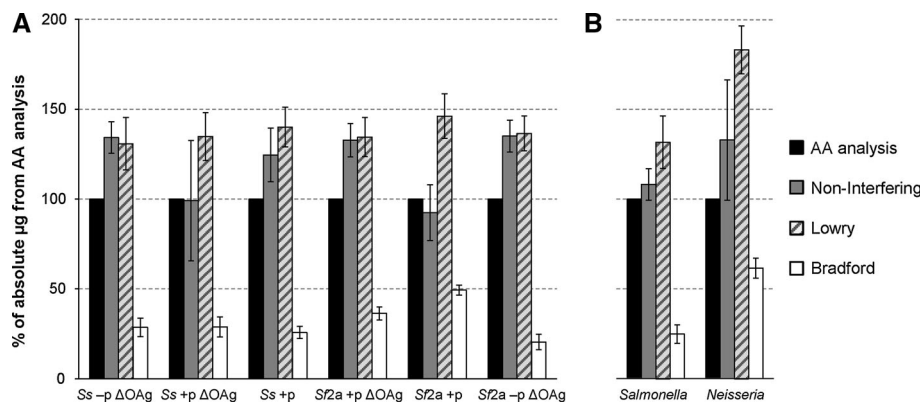 A
B
% of absolute µg from AA analysis
200
150
100
50
0
Ss –p ΔOAg
Ss +p ΔOAg
Ss +p
Sf2a +p ΔOAg
Sf2a +p
Sf2a –p ΔOAg
Salmonella
Neisseria
AA analysis
Non-Interfering
Lowry
Bradford